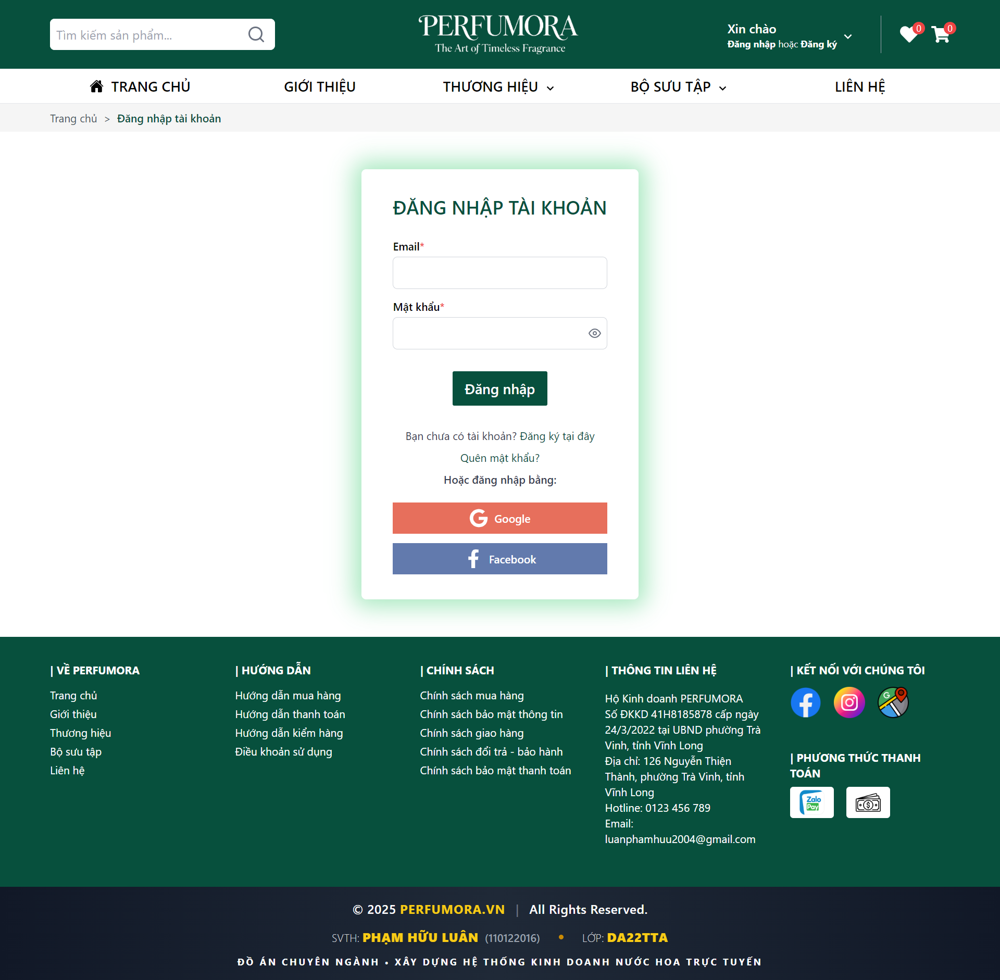 Tìm kiếm sản phẩm...
PERFUMORA
The Art of Timeless Fragrance
Xin chào
Đăng nhập hoặc Đăng ký
0
0
TRANG CHỦ
GIỚI THIỆU
THƯƠNG HIỆU
BỘ SƯU TẬP
LIÊN HỆ
Trang chủ > Đăng nhập tài khoản
ĐĂNG NHẬP TÀI KHOẢN
Email*
Mật khẩu*
Đăng nhập
Bạn chưa có tài khoản? Đăng ký tại đây
Quên mật khẩu?
Hoặc đăng nhập bằng:
Google
Facebook
| VỀ PERFUMORA
Trang chủ
Giới thiệu
Thương hiệu
Bộ sưu tập
Liên hệ
| HƯỚNG DẪN
Hướng dẫn mua hàng
Hướng dẫn thanh toán
Hướng dẫn kiểm hàng
Điều khoản sử dụng
| CHÍNH SÁCH
Chính sách mua hàng
Chính sách bảo mật thông tin
Chính sách giao hàng
Chính sách đổi trả - bảo hành
Chính sách bảo mật thanh toán
| THÔNG TIN LIÊN HỆ
Hộ Kinh doanh PERFUMORA
Số ĐKKD 41H8185878 cấp ngày
24/3/2022 tại UBND phường Trà
Vinh, tỉnh Vĩnh Long
Địa chỉ: 126 Nguyễn Thiện
Thành, phường Trà Vinh, tỉnh
Vĩnh Long
Hotline: 0123 456 789
Email:
luanphamhuu2004@gmail.com
| KẾT NỐI VỚI CHÚNG TÔI
G
| PHƯƠNG THỨC THANH
TOÁN
Zalo
Pay
© 2025 PERFUMORA.VN | All Rights Reserved.
SVTH: PHẠM HỮU LUÂN (110122016) • LỚP: DA22TTA
ĐỒ ÁN CHUYÊN NGÀNH • XÂY DỰNG HỆ THỐNG KINH DOANH NƯỚC HOA TRỰC TUYẾN